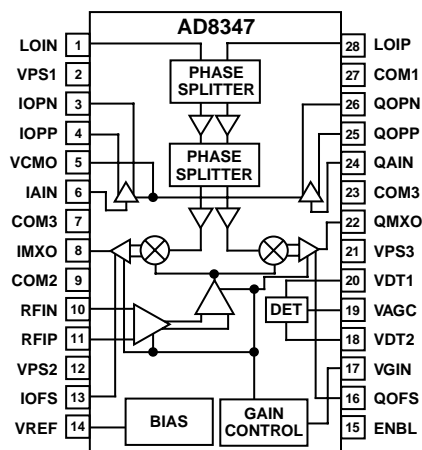 AD8347
LOIN 1
28 LOIP
VPS1 2
27 COM1
IOPN 3
26 QOPN
IOPP 4
25 QOPP
VCMO 5
24 QAIN
IAIN 6
23 COM3
COM3 7
22 QMXO
IMXO 8
21 VPS3
COM2 9
20 VDT1
RFIN 10
19 VAGC
RFIP 11
18 VDT2
VPS2 12
17 VGIN
IOFS 13
16 QOFS
VREF 14
15 ENBL
PHASE
SPLITTER
PHASE
SPLITTER
DET
BIAS
GAIN
CONTROL